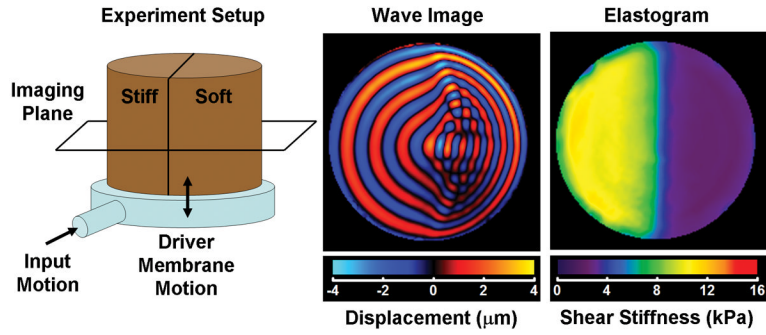 Experiment Setup
Wave Image
Elastogram
Imaging
Plane
Stiff
Soft
Input
Motion
Driver
Membrane
Motion
-4 -2 0 2 4
Displacement (μm)
0 4 8 12 16
Shear Stiffness (kPa)